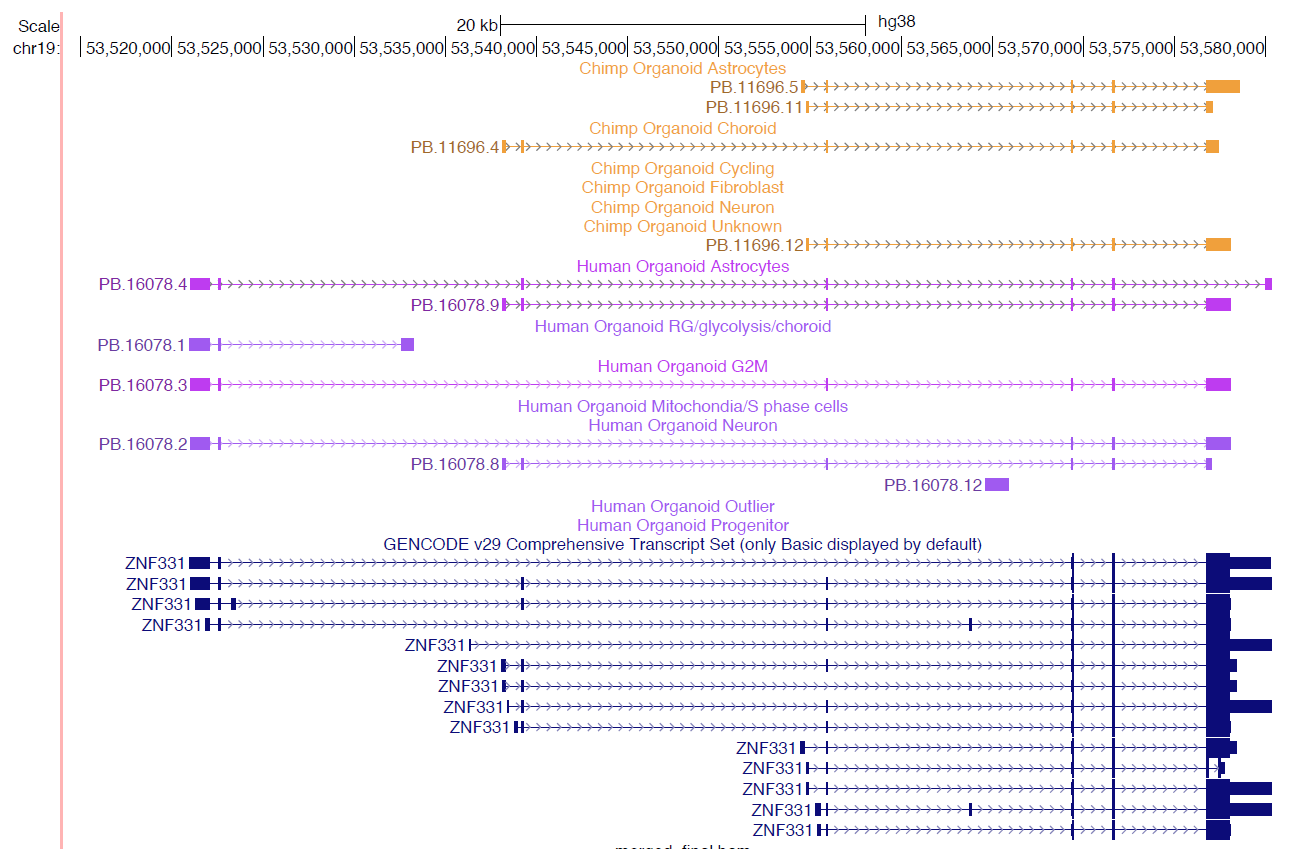 Scale 20 kb hg38
chr19: 53,520,000 53,525,000 53,530,000 53,535,000 53,540,000 53,545,000 53,550,000 53,555,000 53,560,000 53,565,000 53,570,000 53,575,000 53,580,000
Chimp Organoid Astrocytes
PB.11696.5
PB.11696.11
Chimp Organoid Choroid
PB.11696.4
Chimp Organoid Cycling
Chimp Organoid Fibroblast
Chimp Organoid Neuron
Chimp Organoid Unknown
PB.11696.12
Human Organoid Astrocytes
PB.16078.4
PB.16078.9
Human Organoid RG/glycolysis/choroid
PB.16078.1
Human Organoid G2M
PB.16078.3
Human Organoid Mitochondia/S phase cells
Human Organoid Neuron
PB.16078.2
PB.16078.8
PB.16078.12
Human Organoid Outlier
Human Organoid Progenitor
GENCODE v29 Comprehensive Transcript Set (only Basic displayed by default)
ZNF331
ZNF331
ZNF331
ZNF331
ZNF331
ZNF331
ZNF331
ZNF331
ZNF331
ZNF331
ZNF331
ZNF331
ZNF331
ZNF331